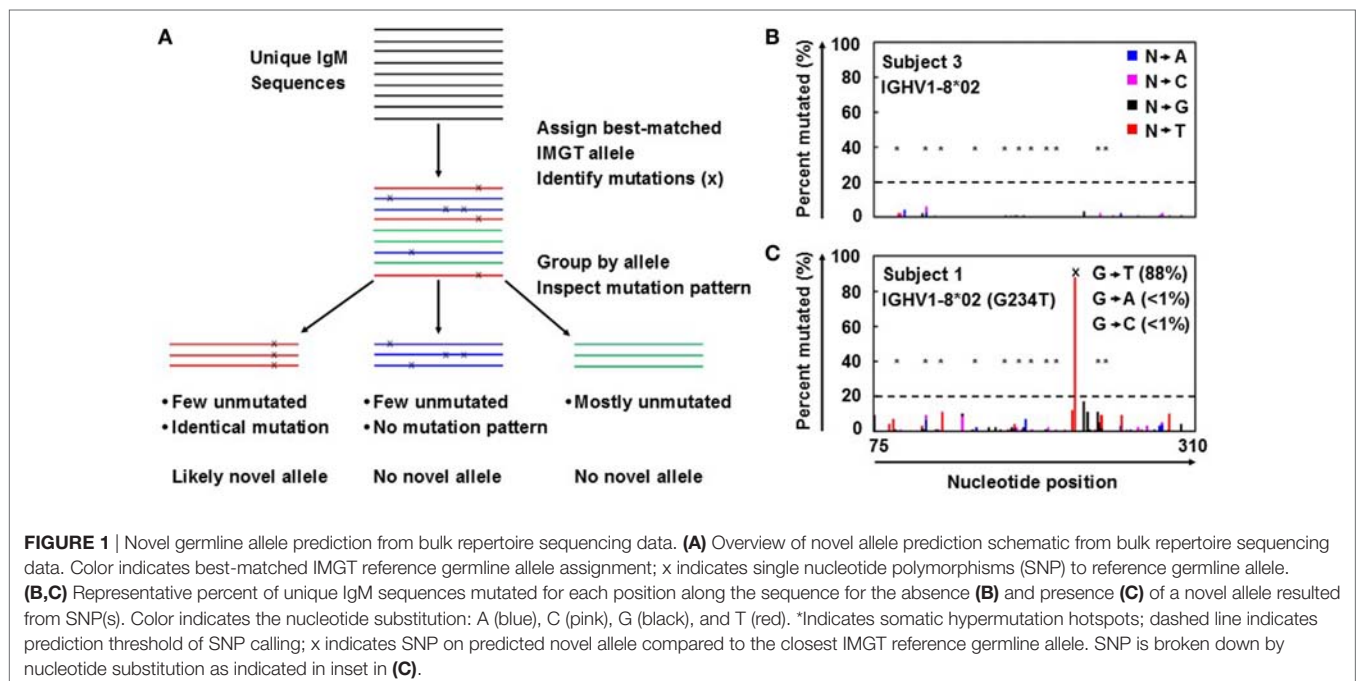 A
Unique IgM
Sequences
Assign best-matched
IMGT allele
Identify mutations (x)
Group by allele
Inspect mutation pattern
• Few unmutated
• Identical mutation
Likely novel allele
• Few unmutated
• No mutation pattern
No novel allele
• Mostly unmutated
No novel allele
B
Percent mutated (%)
100
80
60
40
20
0
Subject 3
IGHV1-8*02
N→A
N→C
N→G
N→T
C
Percent mutated (%)
100
80
60
40
20
0
Subject 1
IGHV1-8*02 (G234T)
x
G→T (88%)
G→A (<1%)
G→C (<1%)
75
310
Nucleotide position
FIGURE 1 | Novel germline allele prediction from bulk repertoire sequencing data. (A) Overview of novel allele prediction schematic from bulk repertoire sequencing
data. Color indicates best-matched IMGT reference germline allele assignment; x indicates single nucleotide polymorphisms (SNP) to reference germline allele.
(B,C) Representative percent of unique IgM sequences mutated for each position along the sequence for the absence (B) and presence (C) of a novel allele resulted
from SNP(s). Color indicates the nucleotide substitution: A (blue), C (pink), G (black), and T (red). *Indicates somatic hypermutation hotspots; dashed line indicates
prediction threshold of SNP calling; x indicates SNP on predicted novel allele compared to the closest IMGT reference germline allele. SNP is broken down by
nucleotide substitution as indicated in inset in (C).